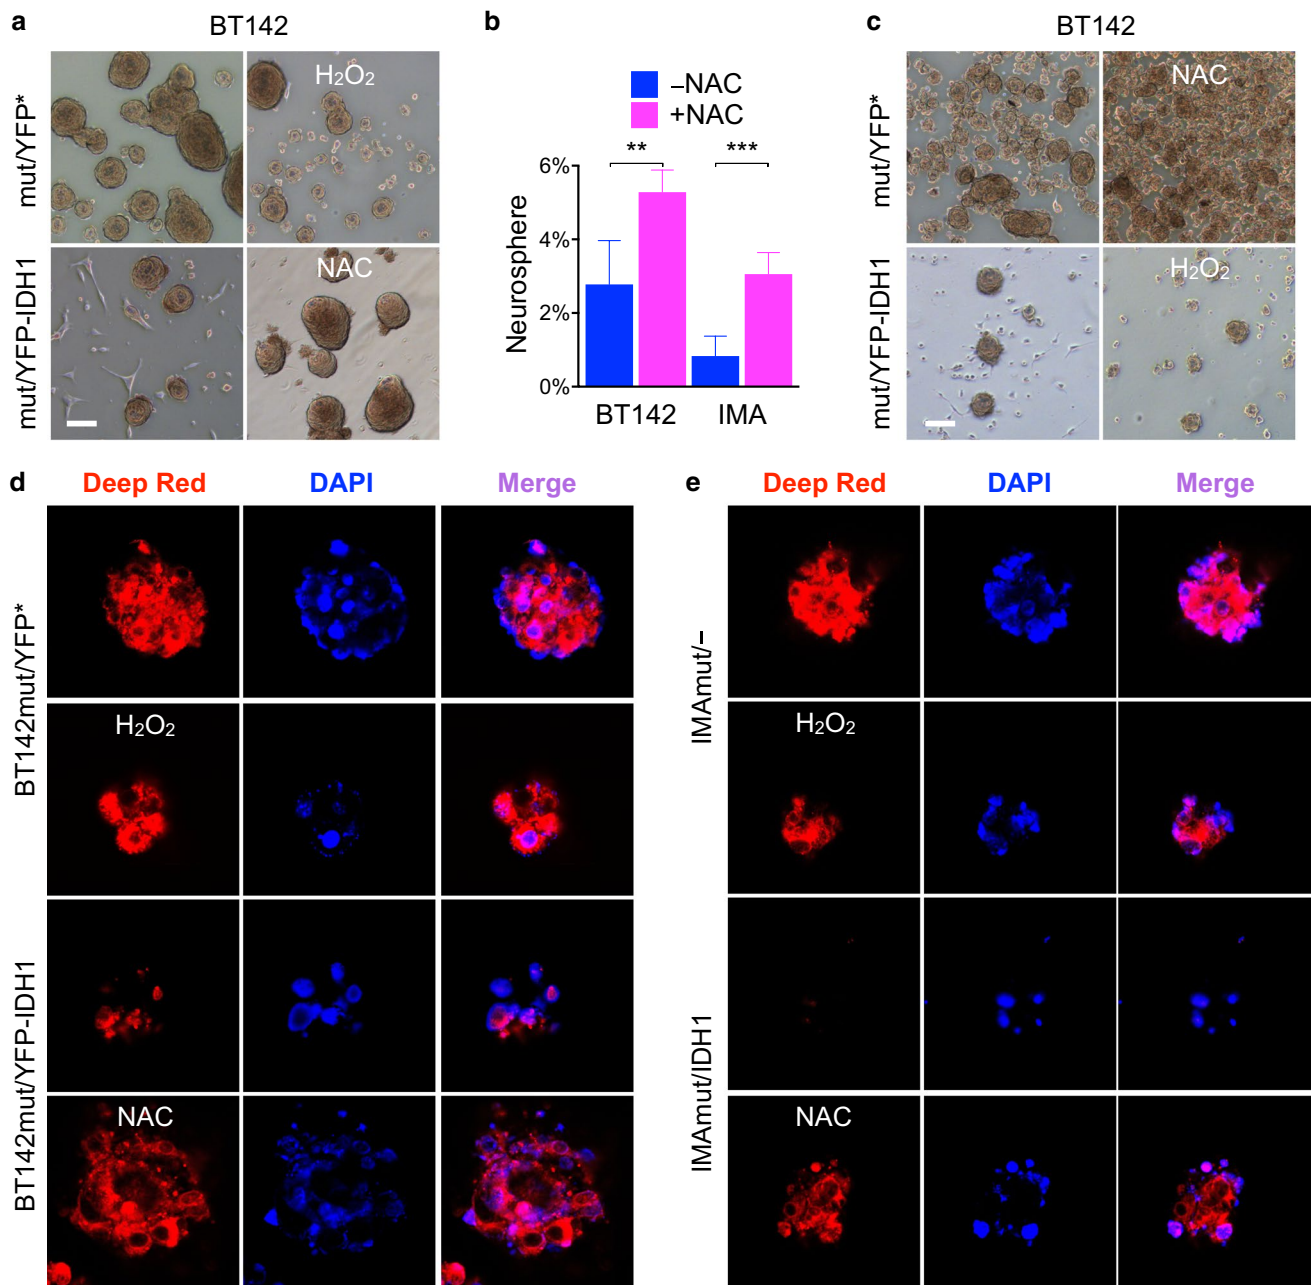 a
BT142
mut/YFP*
H₂O₂
mut/YFP-IDH1
NAC
b
–NAC
+NAC
Neurosphere
6%
4%
2%
0%
**
***
BT142
IMA
c
BT142
mut/YFP*
NAC
mut/YFP-IDH1
H₂O₂
d
Deep Red
DAPI
Merge
BT142mut/YFP*
H₂O₂
BT142mut/YFP-IDH1
NAC
e
Deep Red
DAPI
Merge
IMAmut/–
H₂O₂
IMAmut/IDH1
NAC